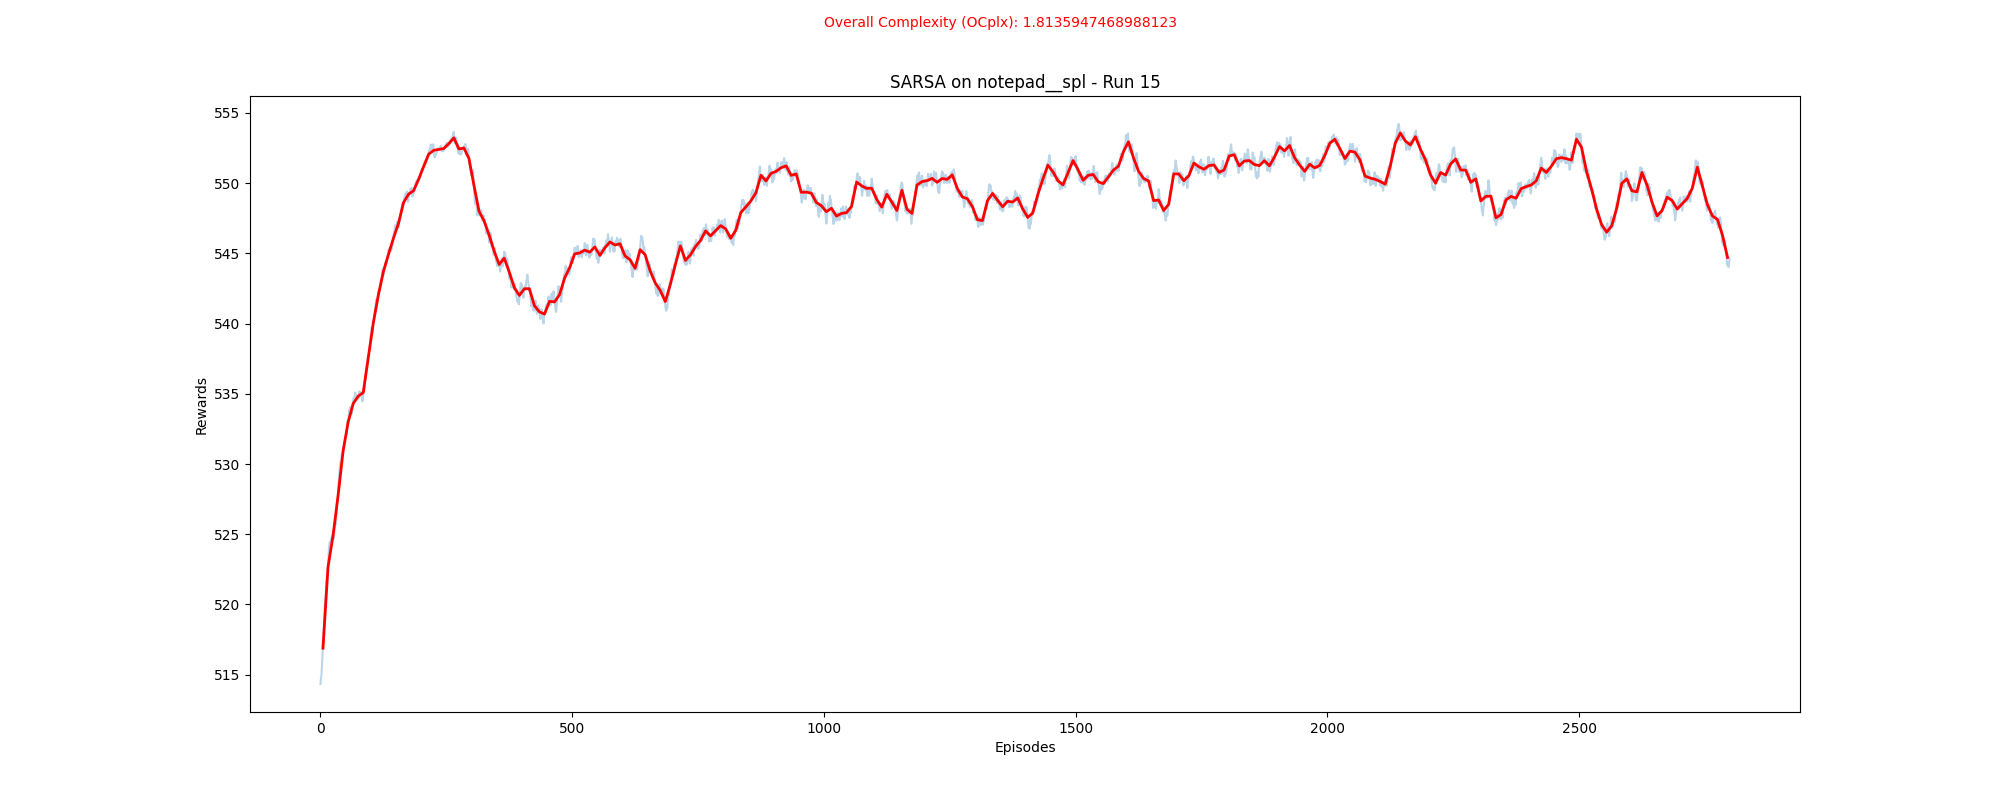 Overall Complexity (OCplx): 1.8135947468988123
SARSA on notepad__spl - Run 15
555
550
545
540
535
530
525
520
515
Rewards
0 500 1000 1500 2000 2500
Episodes